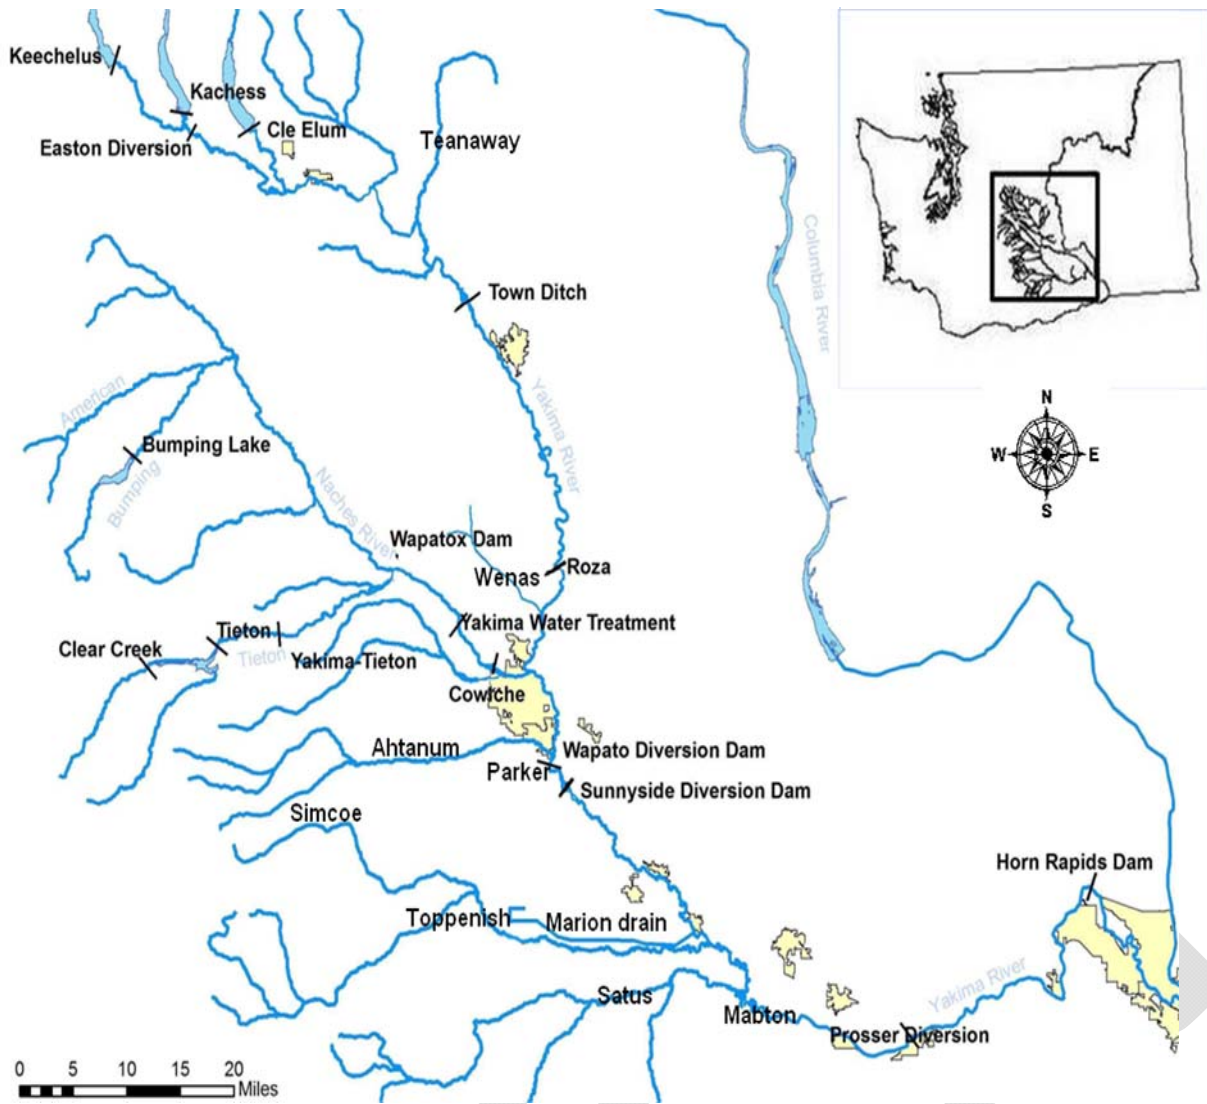 Keechelus
Kachess
Cle Elum
Easton Diversion
Teanaway
Columbia River
Town Ditch
Yakima River
American
Bumping Lake
Bumping
Naches River
Wapatox Dam
Wenas
Roza
N
W
E
S
Yakima Water Treatment
Tieton
Clear Creek
Tieton
Yakima-Tieton
Cowiche
Ahtanum
Wapato Diversion Dam
Parker
Sunnyside Diversion Dam
Simcoe
Horn Rapids Dam
Toppenish
Marion drain
Satus
Yakima River
Mabton
Prosser Diversion
0 5 10 15 20
Miles